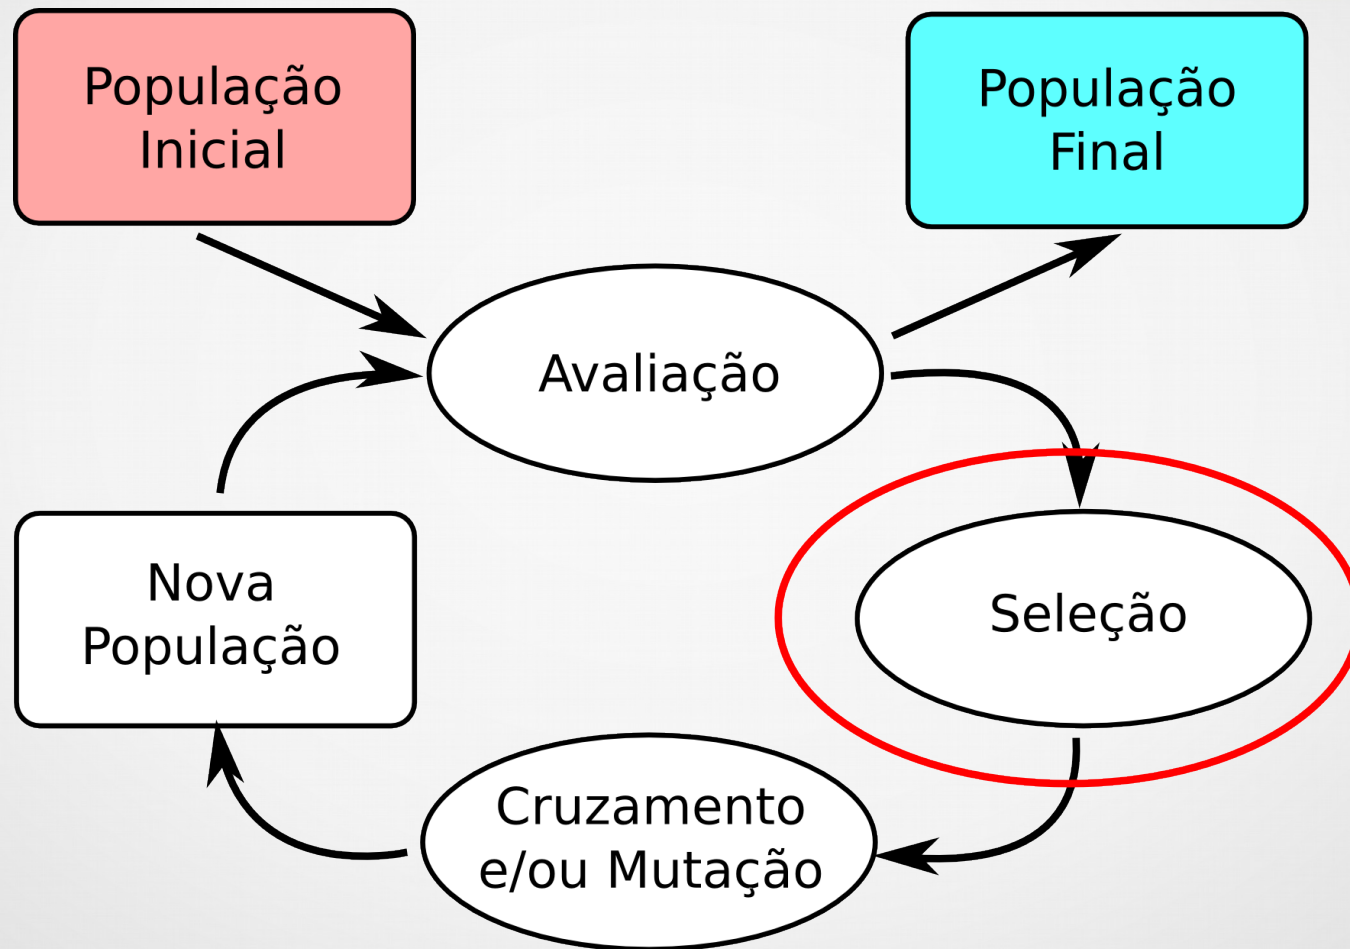 População
Inicial
População
Final
Avaliação
Nova
População
Seleção
Cruzamento
e/ou Mutação